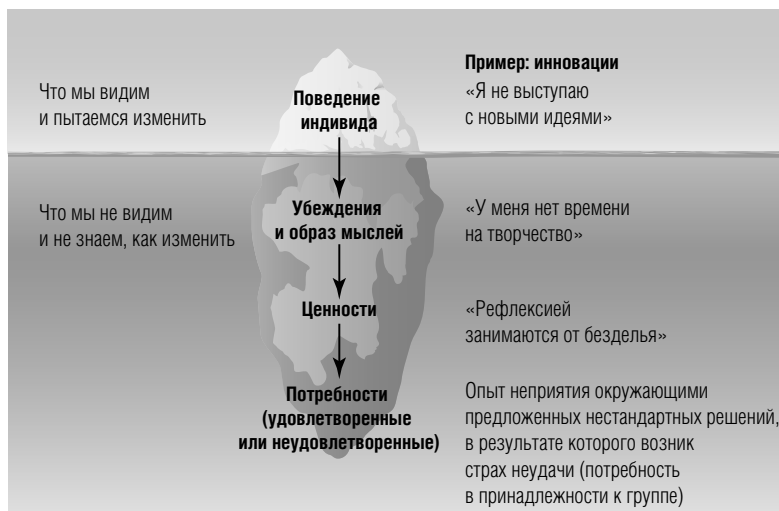 Что мы видим
и пытаемся изменить
Поведение
индивида
Пример: инновации
«Я не выступаю
с новыми идеями»
Что мы не видим
и не знаем, как изменить
Убеждения
и образ мыслей
«У меня нет времени
на творчество»
Ценности
«Рефлексией
занимаются от безделья»
Потребности
(удовлетворенные
или неудовлетворенные)
Опыт неприятия окружающими
предложенных нестандартных решений,
в результате которого возник
страх неудачи (потребность
в принадлежности к группе)